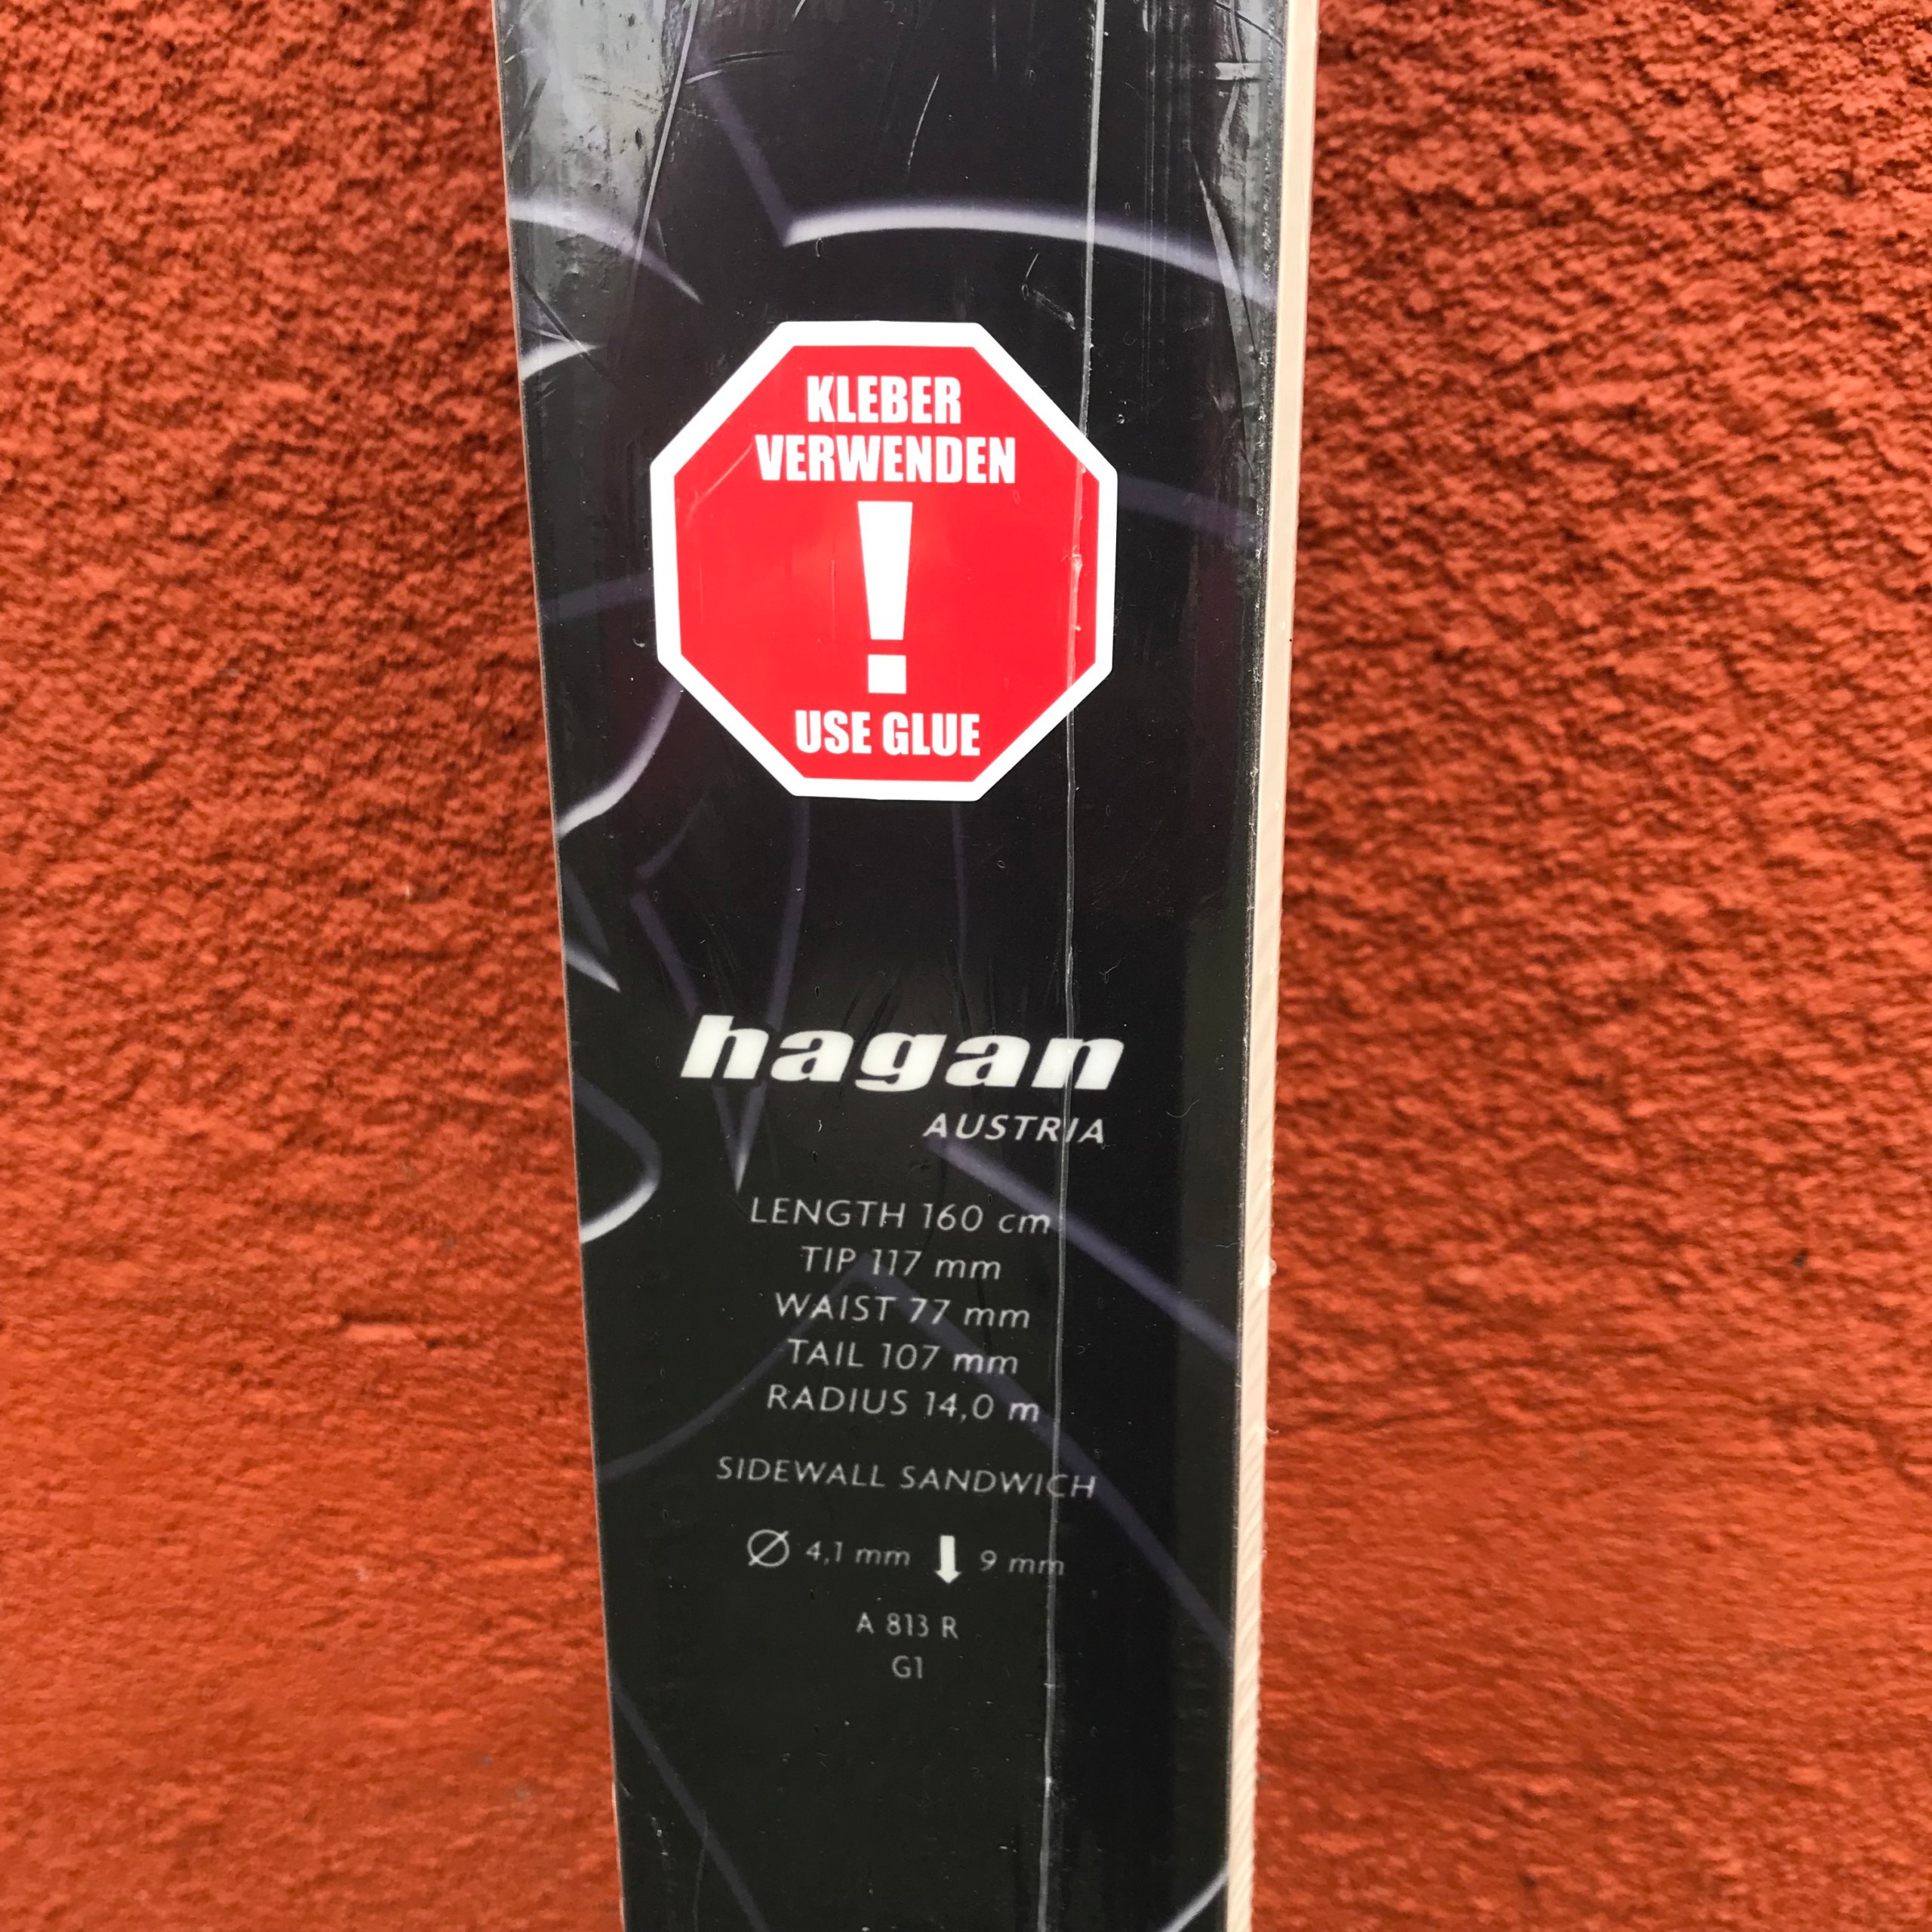 KLEBER
VERWENDEN
!
USE GLUE
hagan
AUSTRIA
LENGTH 160 cm
TIP 117 mm
WAIST 77 mm
TAIL 107 mm
RADIUS 14,0 m
SIDEWALL SANDWICH
Ø 4,1 mm ⬇ 9 mm
A 813 R
G1